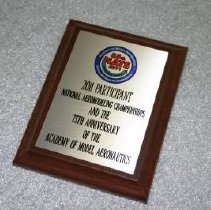 2011 PARTICIPANT
NATIONAL AEROMODELING CHAMPIONSHIPS
AND THE
75TH ANNIVERSARY
OF THE
ACADEMY OF MODEL AERONAUTICS